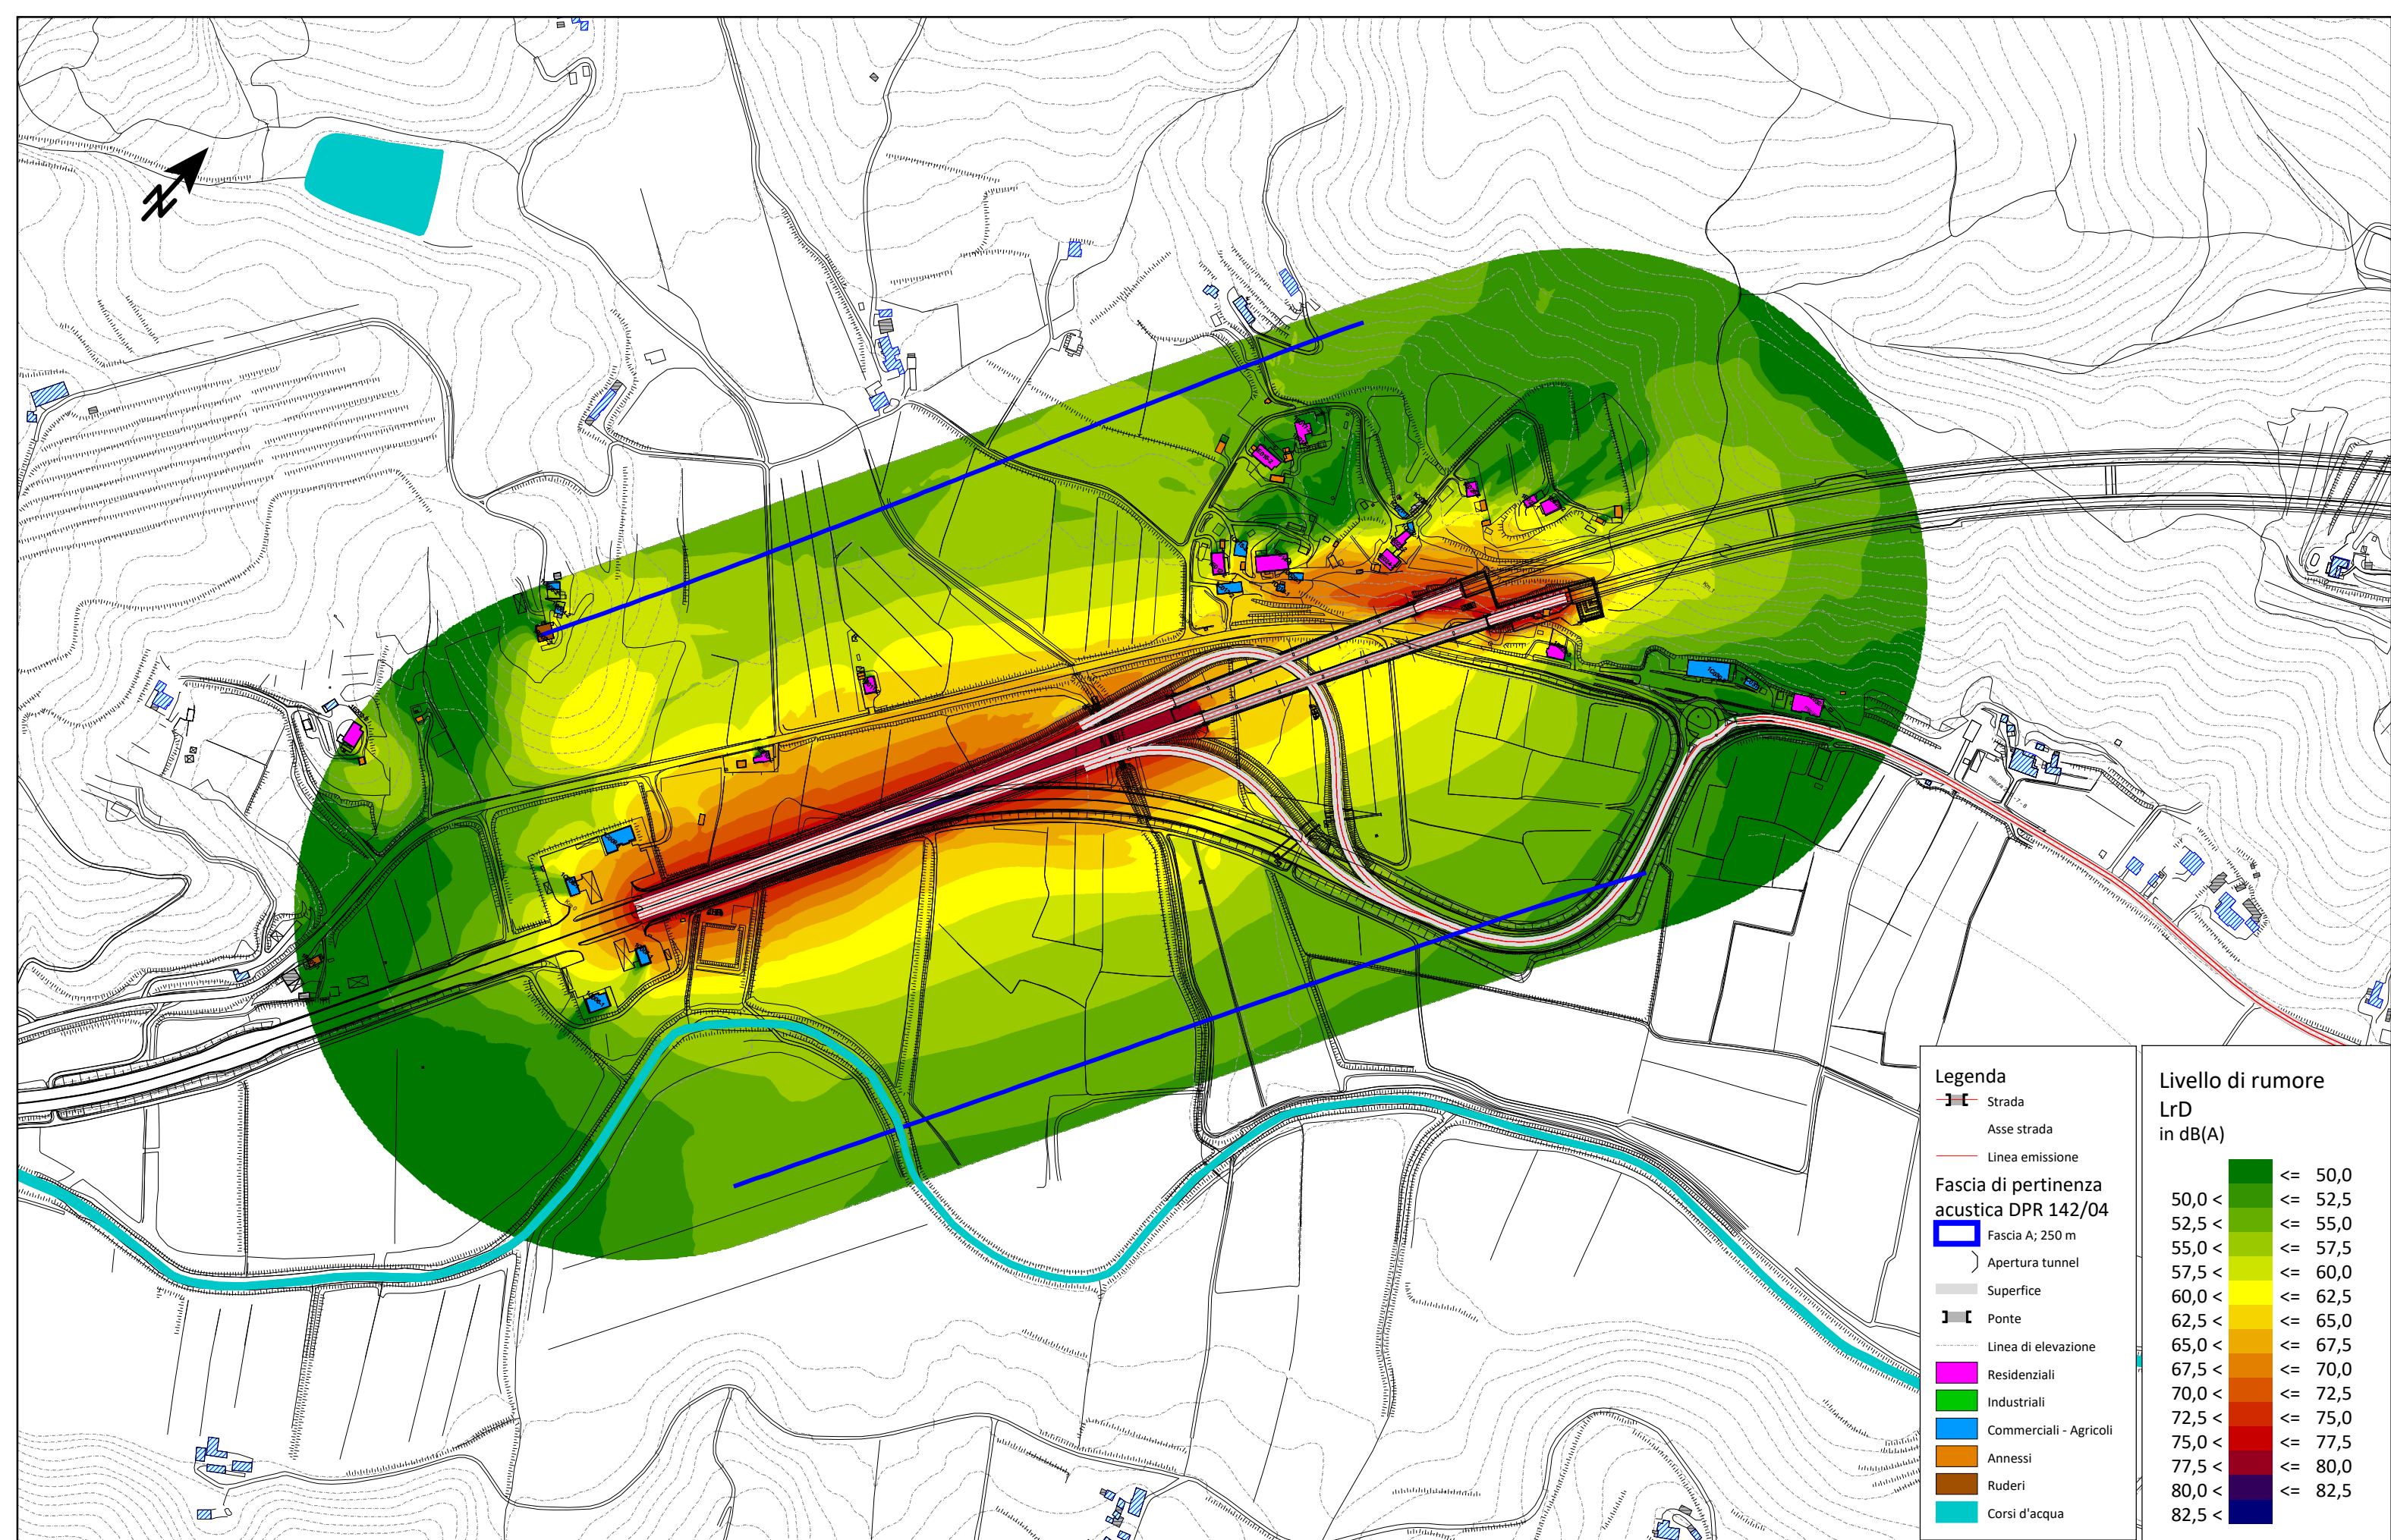 Legenda
Strada
Asse strada
Linea emissione
Fascia di pertinenza
acustica DPR 142/04
Fascia A; 250 m
Apertura tunnel
Superfice
Ponte
Linea di elevazione
Residenziali
Industriali
Commerciali - Agricoli
Annessi
Ruderi
Corsi d'acqua
Livello di rumore
LrD
in dB(A)
<= 50,0
50,0 < <= 52,5
52,5 < <= 55,0
55,0 < <= 57,5
57,5 < <= 60,0
60,0 < <= 62,5
62,5 < <= 65,0
65,0 < <= 67,5
67,5 < <= 70,0
70,0 < <= 72,5
72,5 < <= 75,0
75,0 < <= 77,5
77,5 < <= 80,0
80,0 < <= 82,5
82,5 <